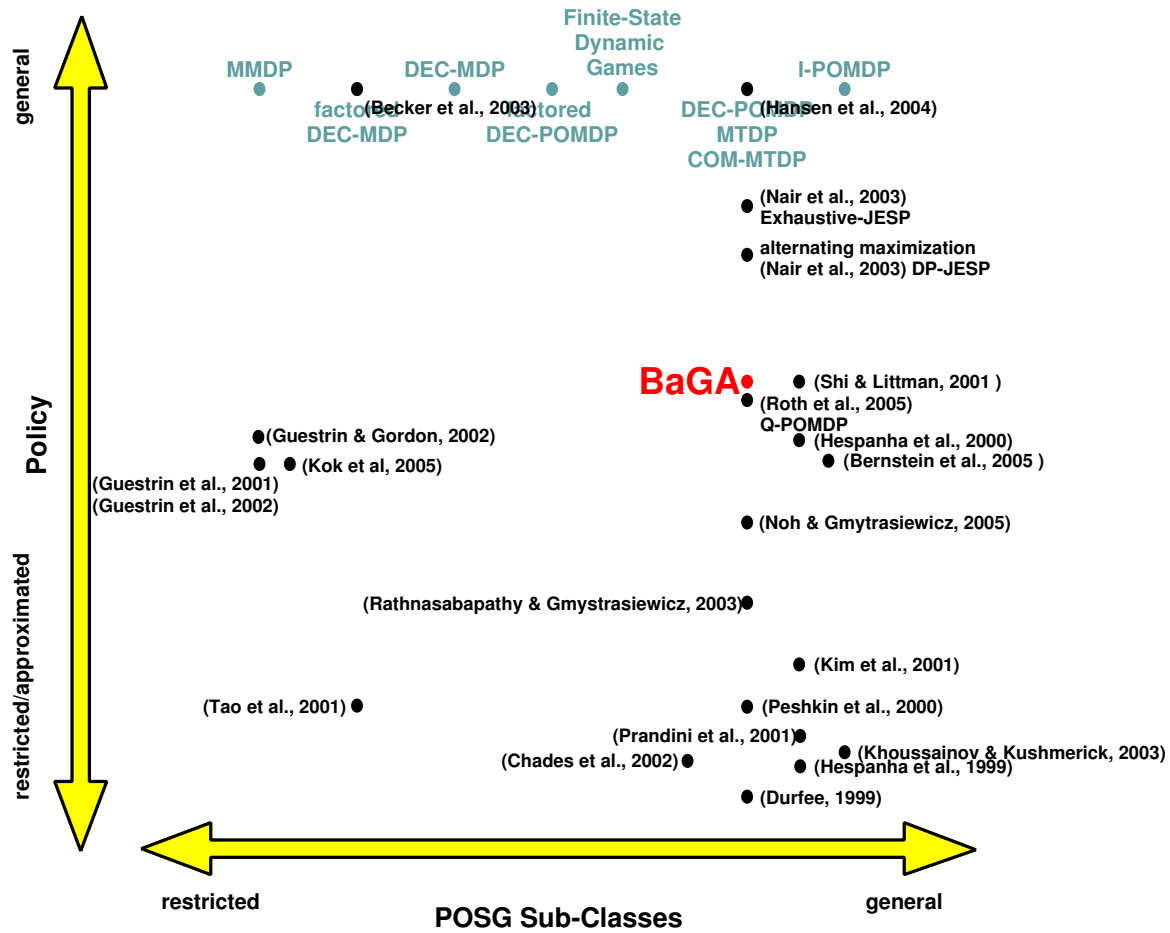 Finite-State
Dynamic
Games
general
MMDP
DEC-MDP
I-POMDP
factored
DEC-MDP
(Becker et al., 2003)
factored
DEC-POMDP
DEC-POMDP
MTDP
COM-MTDP
(Hansen et al., 2004)
(Nair et al., 2003)
Exhaustive-JESP
alternating maximization
(Nair et al., 2003) DP-JESP
BaGA
(Shi & Littman, 2001 )
(Roth et al., 2005)
Q-POMDP
Policy
(Guestrin & Gordon, 2002)
(Hespanha et al., 2000)
(Kok et al, 2005)
(Bernstein et al., 2005 )
(Guestrin et al., 2001)
(Guestrin et al., 2002)
(Noh & Gmytrasiewicz, 2005)
restricted/approximated
(Rathnasabapathy & Gmystrasiewicz, 2003)
(Kim et al., 2001)
(Tao et al., 2001)
(Peshkin et al., 2000)
(Prandini et al., 2001)
(Khoussainov & Kushmerick, 2003)
(Chades et al., 2002)
(Hespanha et al., 1999)
(Durfee, 1999)
restricted
general
POSG Sub-Classes